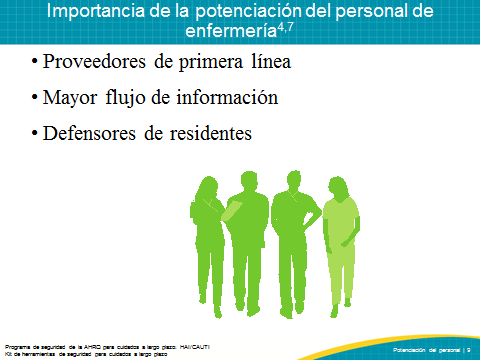 Importancia de la potenciación del personal de
enfermería4,7
• Proveedores de primera línea
• Mayor flujo de información
• Defensores de residentes
Programa de seguridad de la AHRQ para cuidados a largo plazo: HAI/CAUTI
Kit de herramientas de seguridad para cuidados a largo plazo
Potenciación del personal | 9